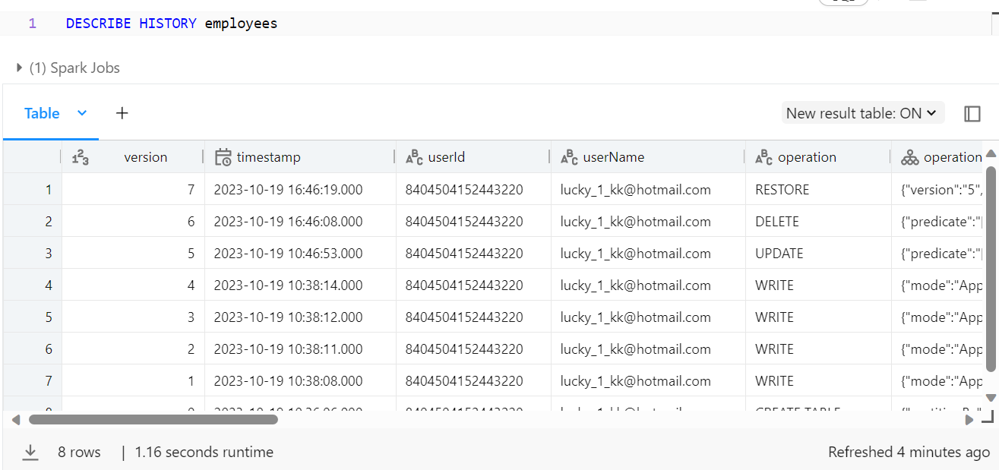 1 DESCRIBE HISTORY employees
(1) Spark Jobs
Table +
New result table: ON
123 version ABC timestamp ABC userId ABC userName ABC operation operation
1 7 2023-10-19 16:46:19.000 8404504152443220 lucky_1_kk@hotmail.com RESTORE {"version":"5",
2 6 2023-10-19 16:46:08.000 8404504152443220 lucky_1_kk@hotmail.com DELETE {"predicate":"[
3 5 2023-10-19 10:46:53.000 8404504152443220 lucky_1_kk@hotmail.com UPDATE {"predicate":"[
4 4 2023-10-19 10:38:14.000 8404504152443220 lucky_1_kk@hotmail.com WRITE {"mode":"App
5 3 2023-10-19 10:38:12.000 8404504152443220 lucky_1_kk@hotmail.com WRITE {"mode":"App
6 2 2023-10-19 10:38:11.000 8404504152443220 lucky_1_kk@hotmail.com WRITE {"mode":"App
7 1 2023-10-19 10:38:08.000 8404504152443220 lucky_1_kk@hotmail.com WRITE {"mode":"App
8 rows | 1.16 seconds runtime
Refreshed 4 minutes ago